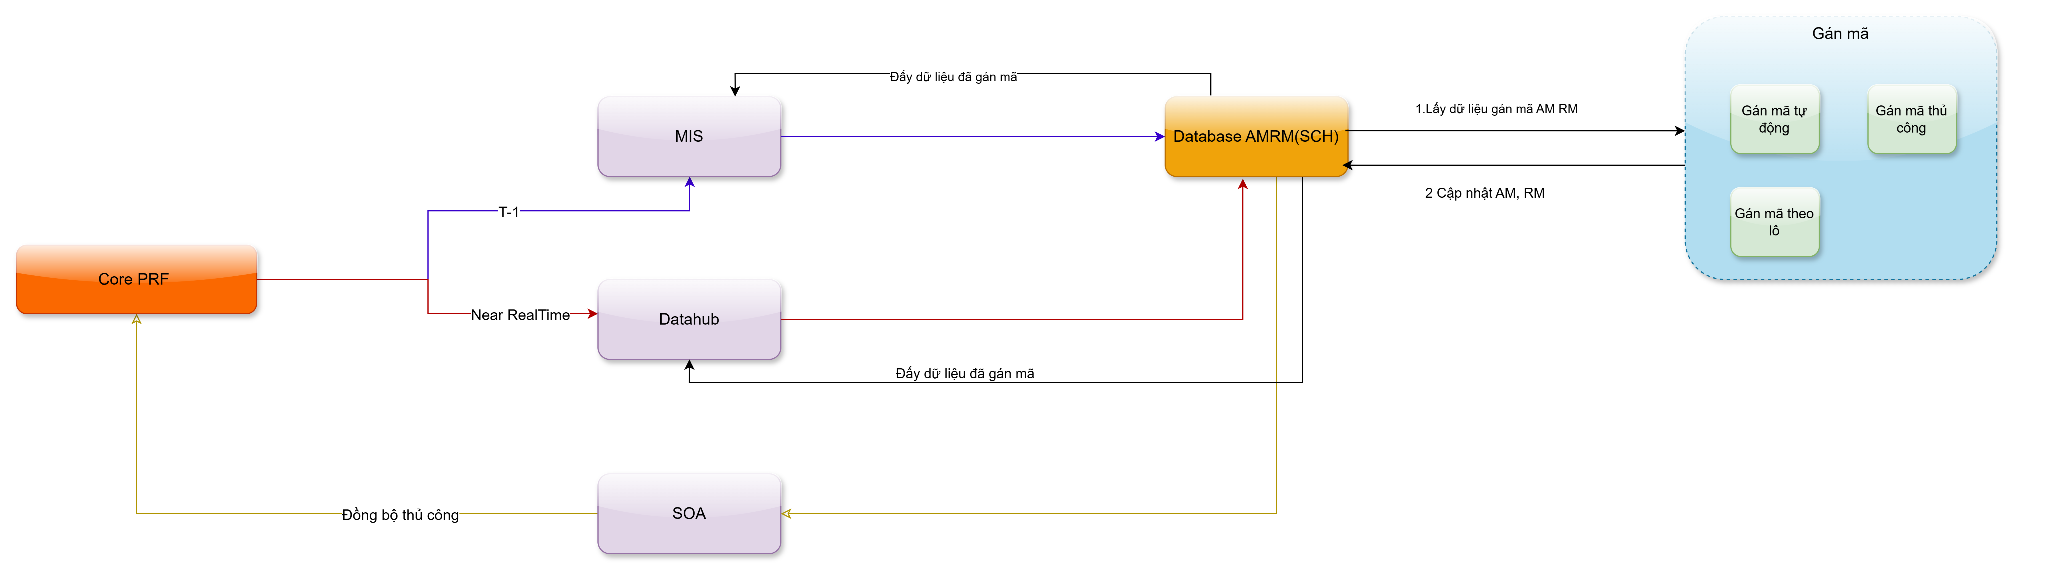 Gán mã
Đẩy dữ liệu đã gán mã
1.Lấy dữ liệu gán mã AM RM
Gán mã tự
động
Gán mã thủ
công
MIS
Database AMRM(SCH)
2 Cập nhật AM, RM
T-1
Gán mã theo
lô
Core PRF
Near RealTime
Datahub
Đẩy dữ liệu đã gán mã
Đồng bộ thủ công
SOA